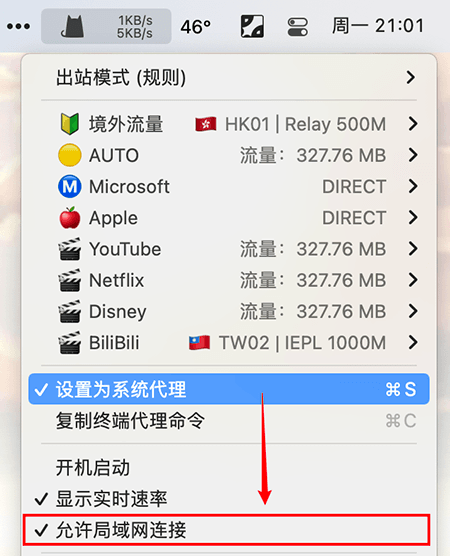 1KB/s
5KB/s
46°
周一 21:01
出站模式 (规则)
境外流量 🇭🇰 HK01 | Relay 500M
AUTO 流量：327.76 MB
Microsoft DIRECT
Apple DIRECT
YouTube 流量：327.76 MB
Netflix 流量：327.76 MB
Disney 流量：327.76 MB
BiliBili 🇹🇼 TW02 | IEPL 1000M
✓ 设置为系统代理 ⌘S
复制终端代理命令 ⌘C
开机启动
✓ 显示实时速率
✓ 允许局域网连接